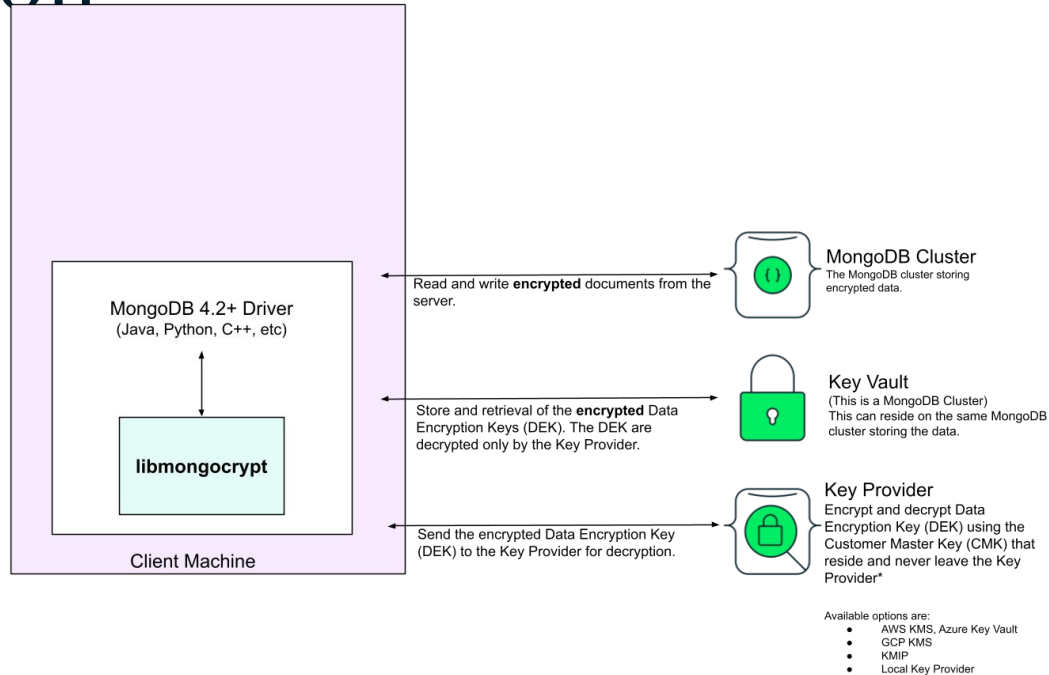 MongoDB 4.2+ Driver
(Java, Python, C++, etc)
libmongocrypt
Client Machine
Read and write encrypted documents from the
server.
Store and retrieval of the encrypted Data
Encryption Keys (DEK). The DEK are
decrypted only by the Key Provider.
Send the encrypted Data Encryption Key
(DEK) to the Key Provider for decryption.
{ }
MongoDB Cluster
The MongoDB cluster storing
encrypted data.
Key Vault
(This is a MongoDB Cluster)
This can reside on the same MongoDB
cluster storing the data.
Key Provider
Encrypt and decrypt Data
Encryption Key (DEK) using the
Customer Master Key (CMK) that
reside and never leave the Key
Provider*
Available options are:
● AWS KMS, Azure Key Vault
● GCP KMS
● KMIP
● Local Key Provider